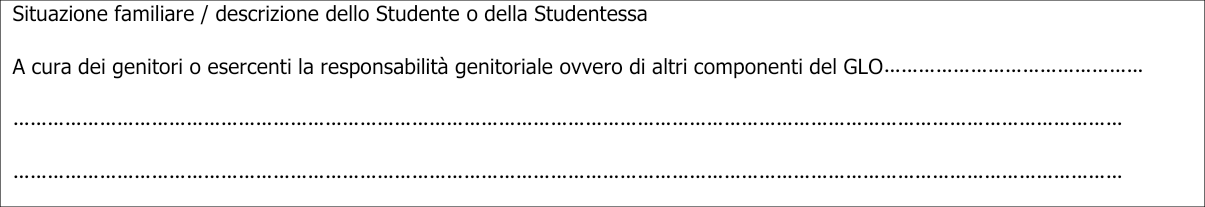 Situazione familiare / descrizione dello Studente o della Studentessa
A cura dei genitori o esercenti la responsabilità genitoriale ovvero di altri componenti del GLO………………………………………
……………………………………………………………………………………………………………………………………………………………………………
……………………………………………………………………………………………………………………………………………………………………………